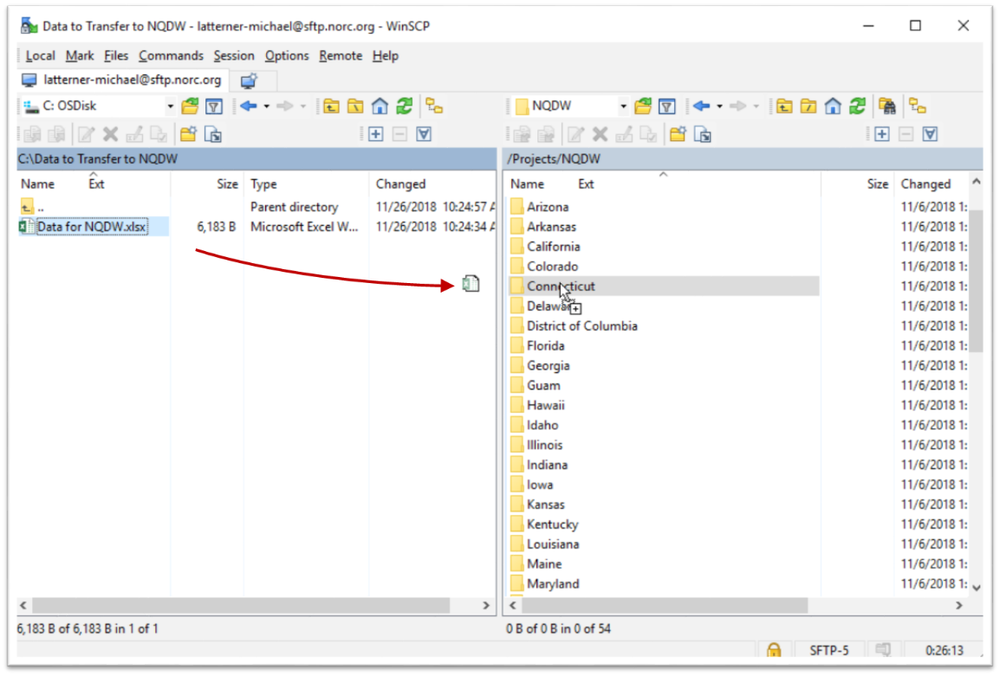 Data to Transfer to NQDW - latterner-michael@sftp.norc.org - WinSCP
Local Mark Files Commands Session Options Remote Help
latterner-michael@sftp.norc.org
C: OSDisk
NQDW
C:\Data to Transfer to NQDW
/Projects/NQDW
Name Ext Size Type Changed
Name Ext Size Changed
.. Parent directory 11/26/2018 10:24:57 A
Data for NQDW.xlsx 6,183 B Microsoft Excel W... 11/26/2018 10:24:34 A
Arizona 11/6/2018 1:
Arkansas 11/6/2018 1:
California 11/6/2018 1:
Colorado 11/6/2018 1:
Connecticut 11/6/2018 1:
Delaware 11/6/2018 1:
District of Columbia 11/6/2018 1:
Florida 11/6/2018 1:
Georgia 11/6/2018 1:
Guam 11/6/2018 1:
Hawaii 11/6/2018 1:
Idaho 11/6/2018 1:
Illinois 11/6/2018 1:
Indiana 11/6/2018 1:
Iowa 11/6/2018 1:
Kansas 11/6/2018 1:
Kentucky 11/6/2018 1:
Louisiana 11/6/2018 1:
Maine 11/6/2018 1:
Maryland 11/6/2018 1:
6,183 B of 6,183 B in 1 of 1
0 B of 0 B in 0 of 54
SFTP-5 0:26:13